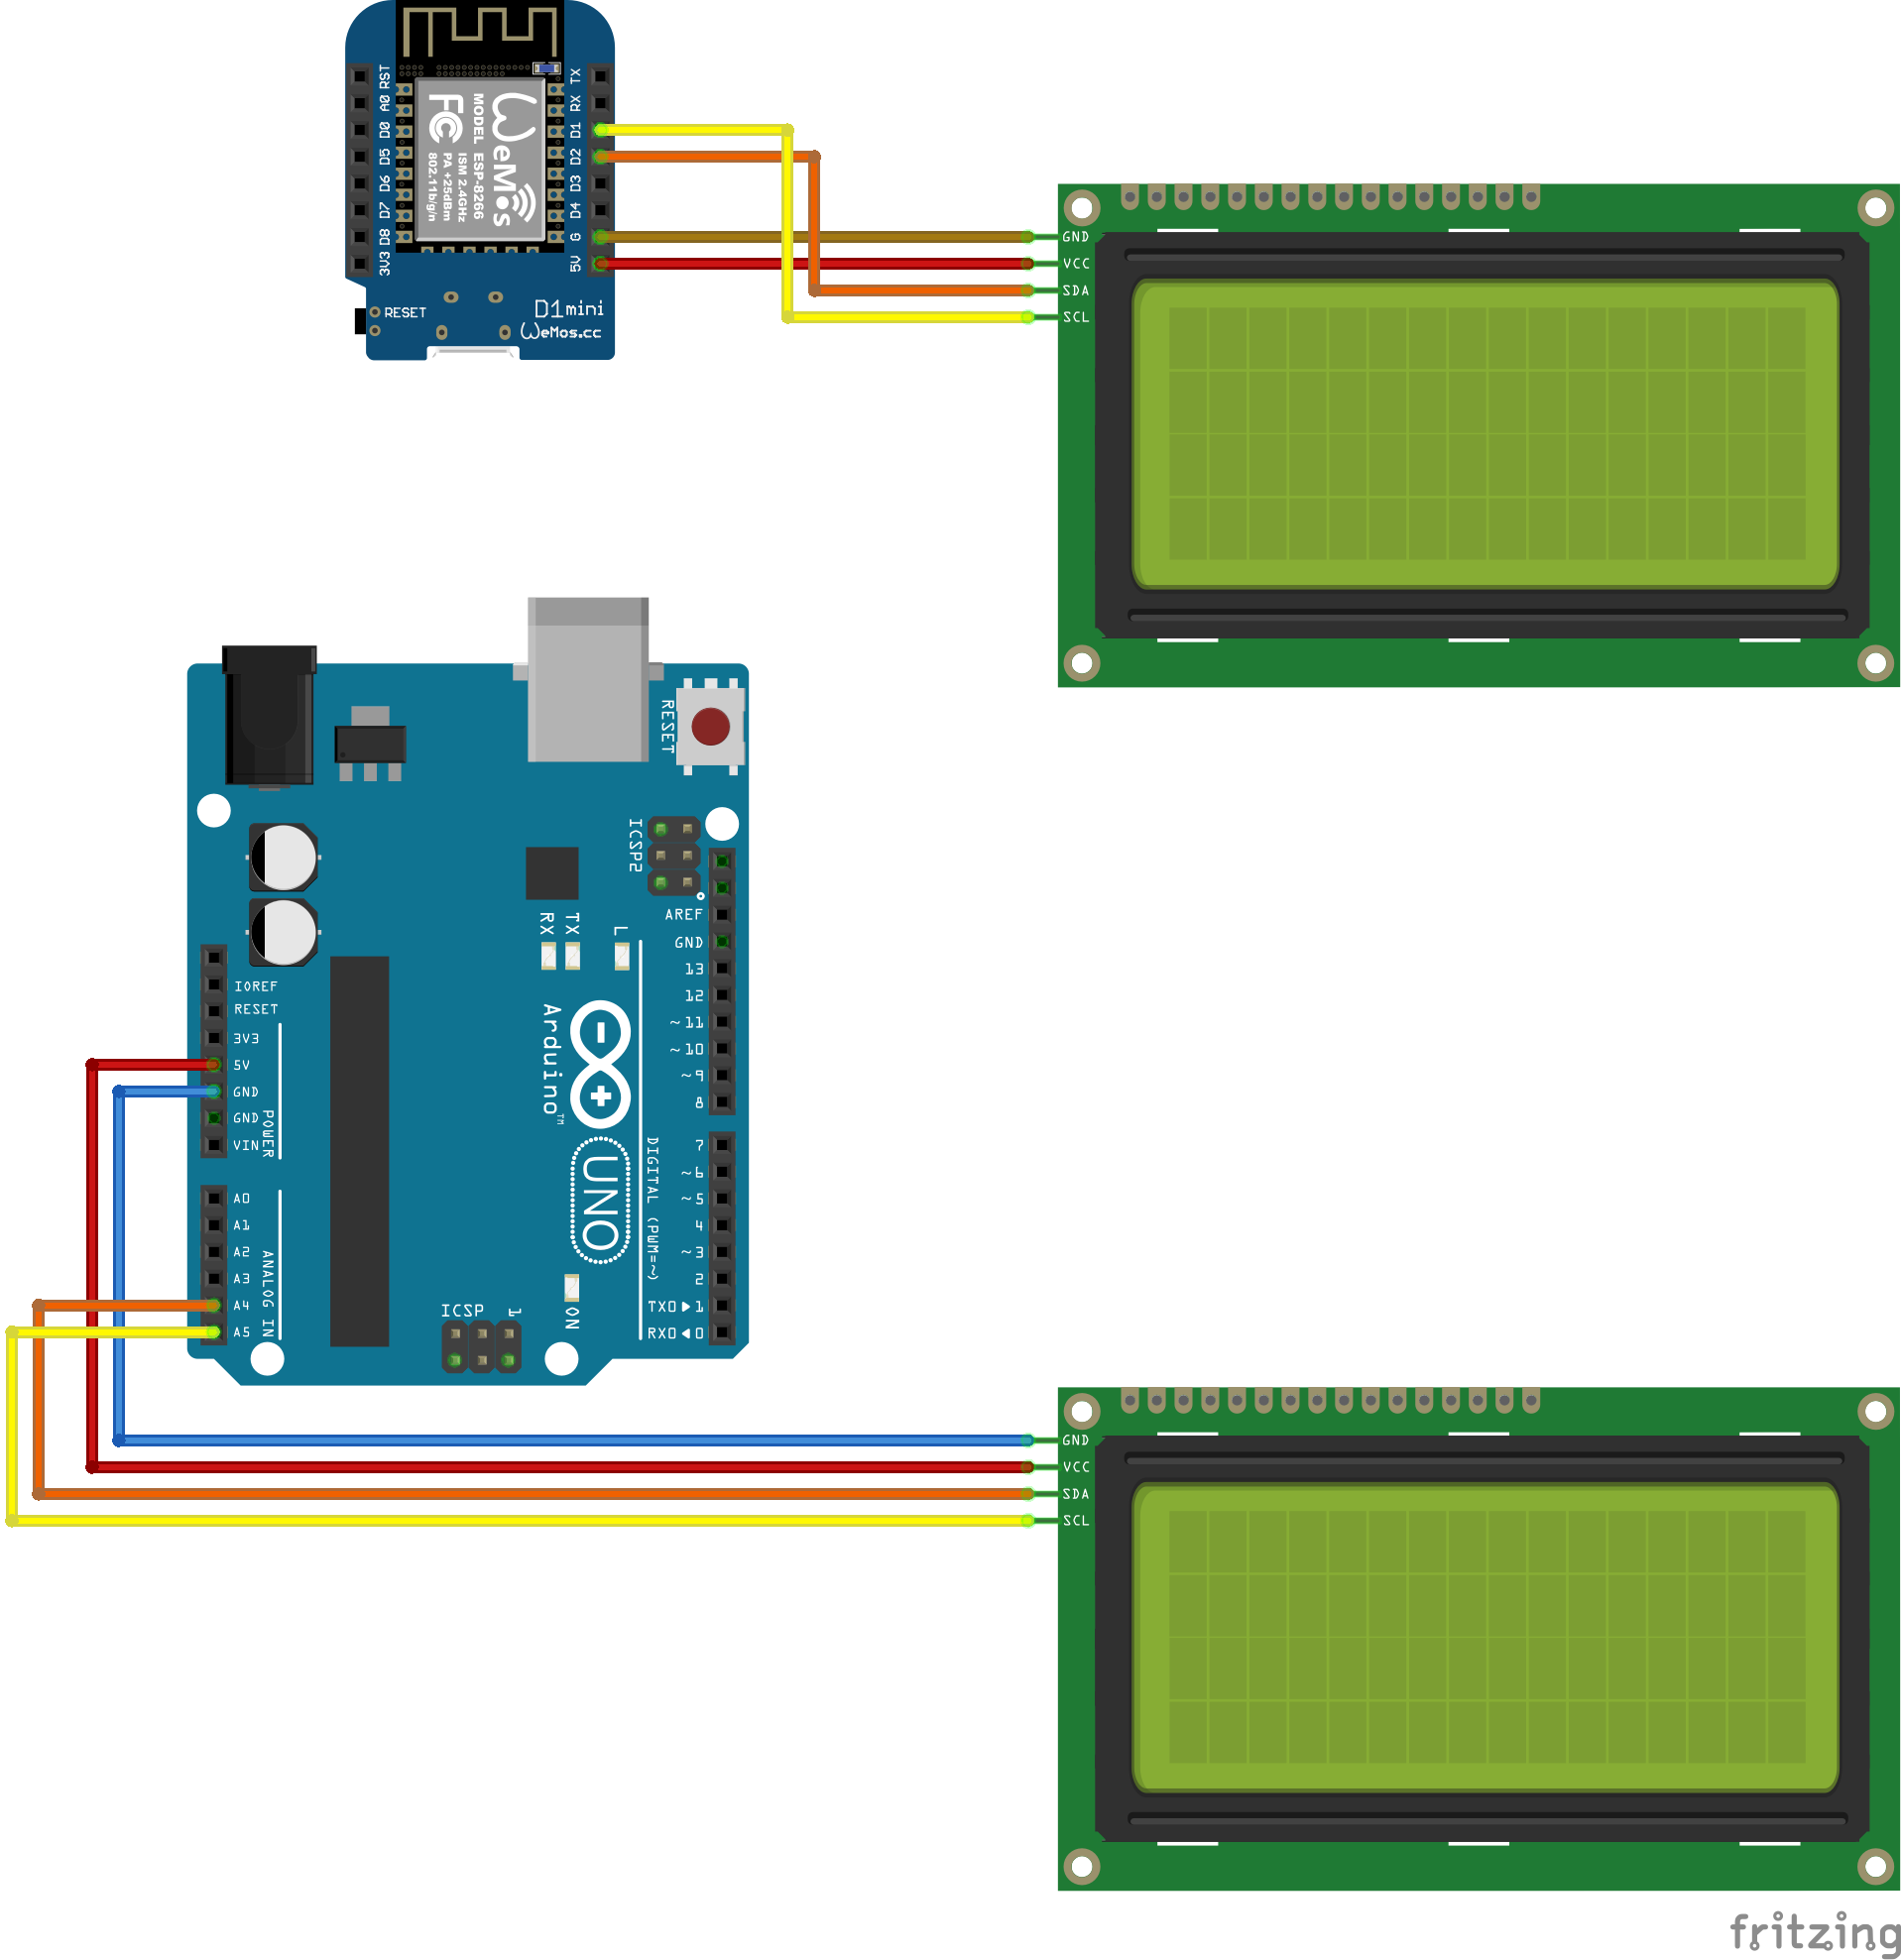 RST
A0
D0
D5
D6
D7
D8
3V3
TX
RX
D1
D2
D3
D4
G
5V
WeMos
MODEL ESP-8266
ISM 2.4GHz
PA +25dBm
802.11b/g/n
FC
RESET
D1mini
WeMos.cc
GND
VCC
SDA
SCL
RESET
ICSP2
AREF
GND
13
12
~11
~10
~9
8
7
~6
~5
4
~3
2
TX0▶1
RX0◀0
RX
TX
L
IOREF
RESET
3V3
5V
GND
GND
VIN
POWER
A0
A1
A2
A3
A4
A5
ANALOG IN
Arduino™
UNO
DIGITAL (PWM=~)
ON
ICSP
1
GND
VCC
SDA
SCL
fritzing